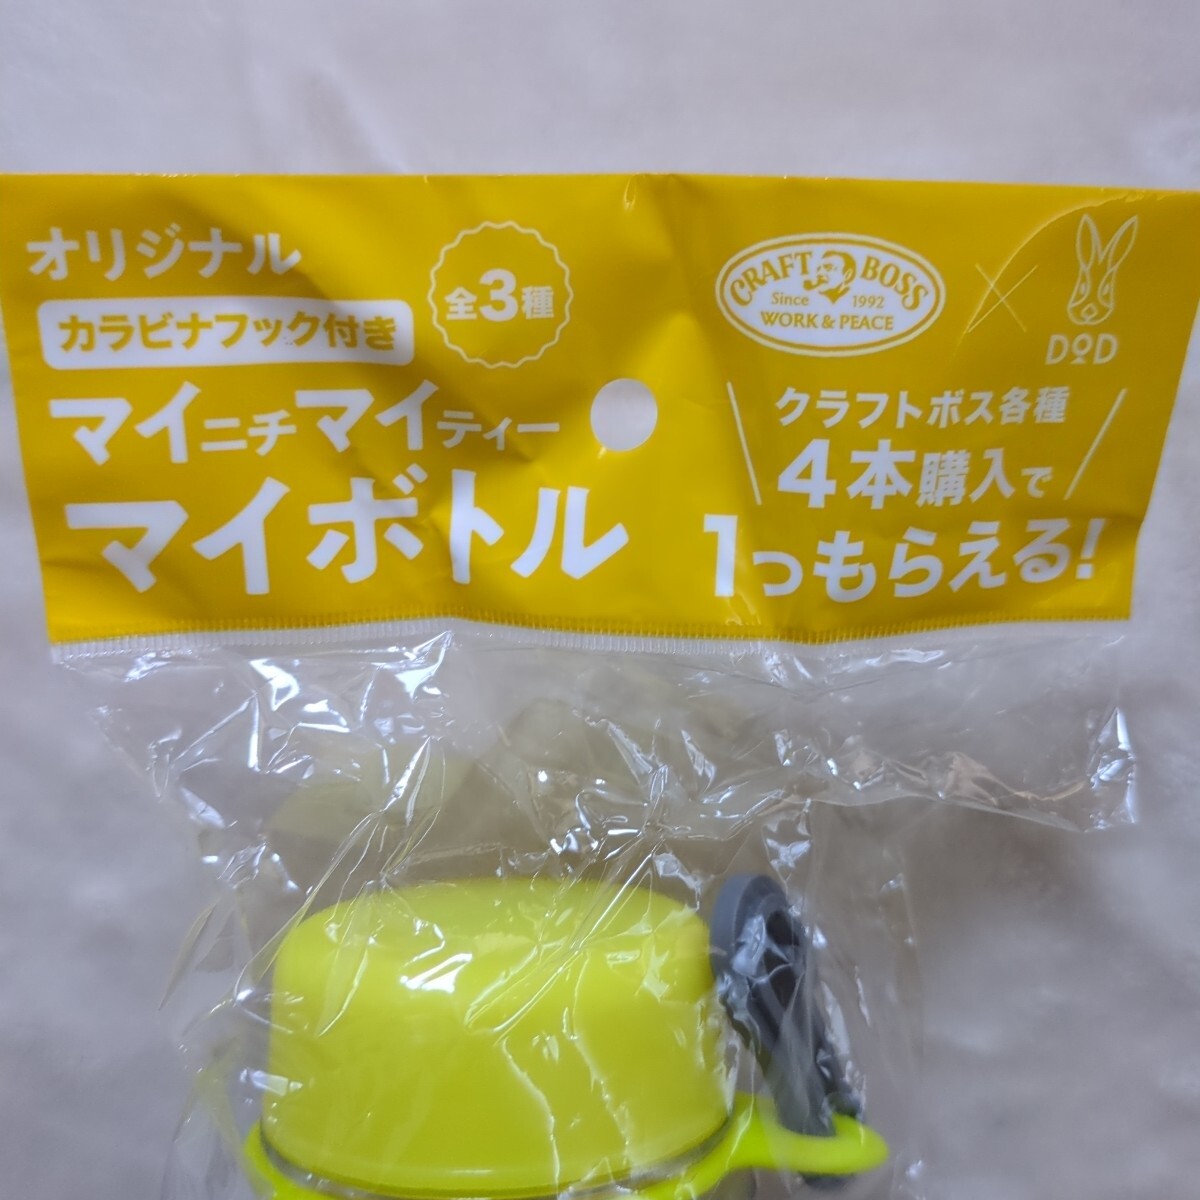 オリジナル
カラビナフック付き
マイニチマイティー
マイボトル
全3種
CRAFT BOSS
Since 1992
WORK & PEACE
×
DOD
クラフトボス各種
4本購入で
1つもらえる!